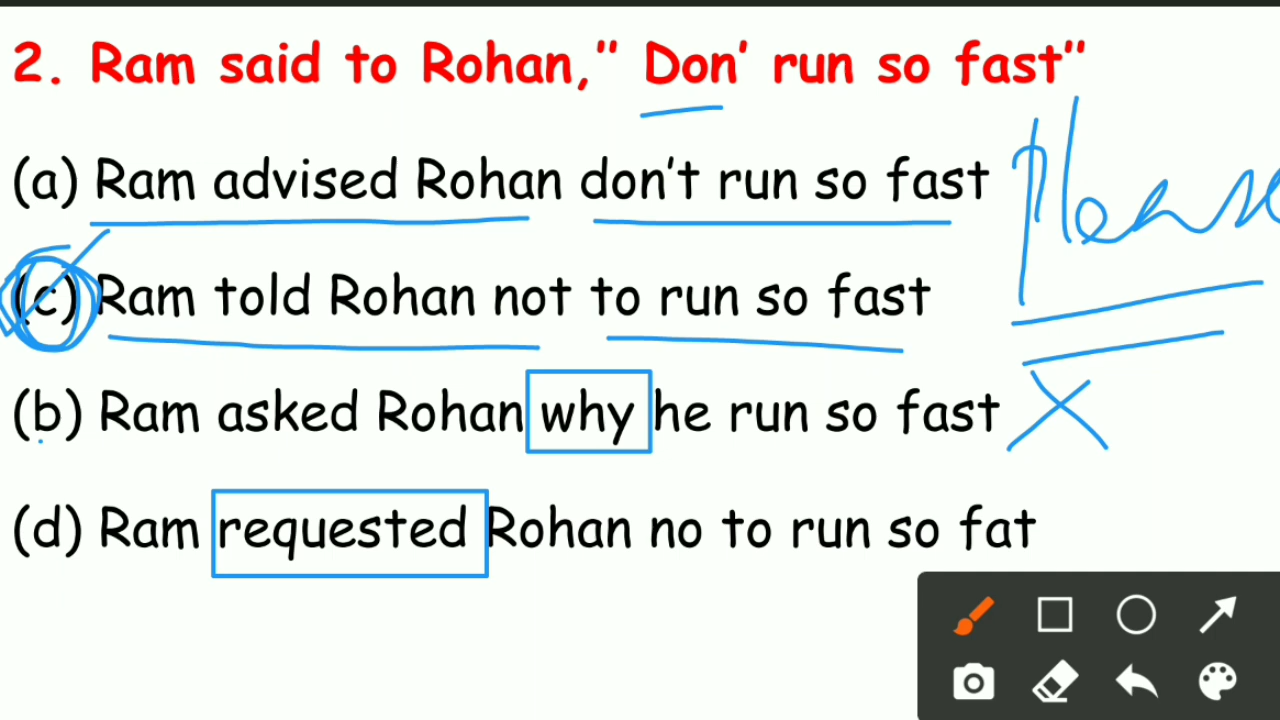 2. Ram said to Rohan,” Don’ run so fast”
(a) Ram advised Rohan don’t run so fast
Please
(c) Ram told Rohan not to run so fast
(b) Ram asked Rohan why he run so fast
(d) Ram requested Rohan no to run so fat